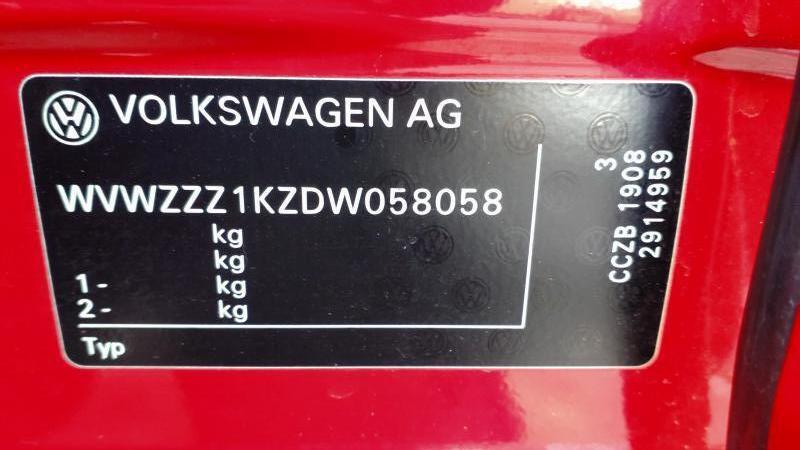 VOLKSWAGEN AG
WVWZZZ1KZDW058058
kg
kg
1- kg
2- kg
Typ
3
CCZB 1908
2914959